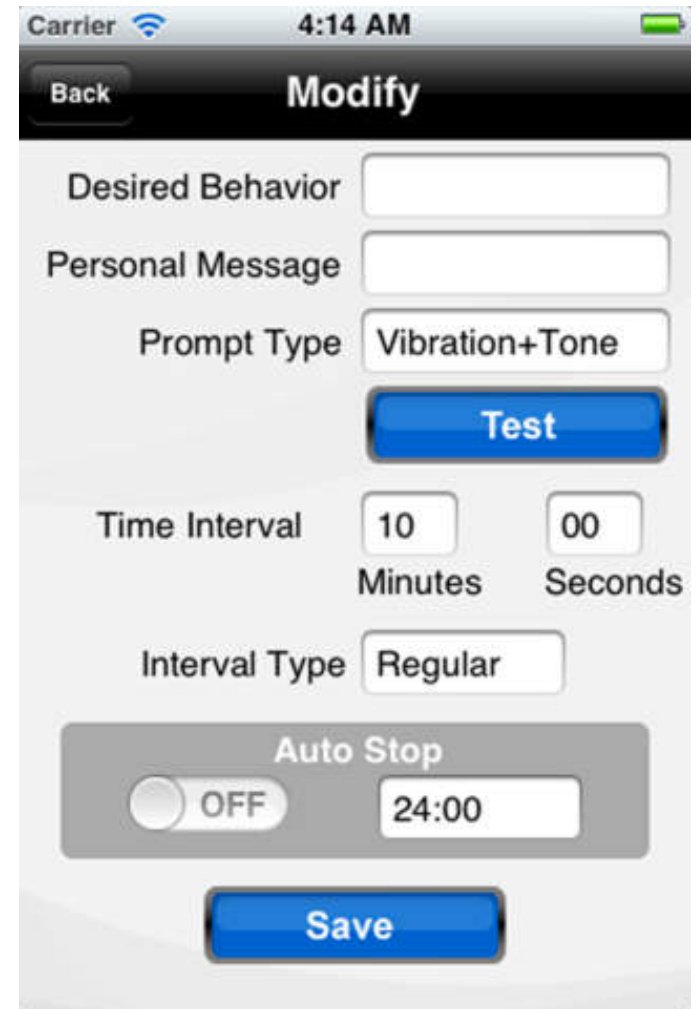 Carrier 4:14 AM
Back Modify
Desired Behavior
Personal Message
Prompt Type Vibration+Tone
Test
Time Interval 10 00
Minutes Seconds
Interval Type Regular
Auto Stop
OFF 24:00
Save